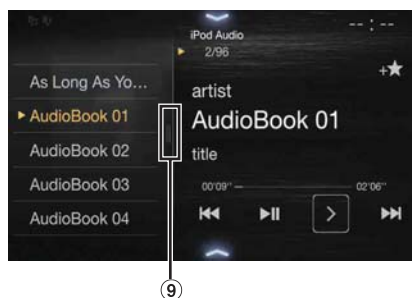 -- : --
iPod Audio
2/96
As Long As Yo...
AudioBook 01
AudioBook 02
AudioBook 03
AudioBook 04
artist
AudioBook 01
title
00'09"
02'06"
9